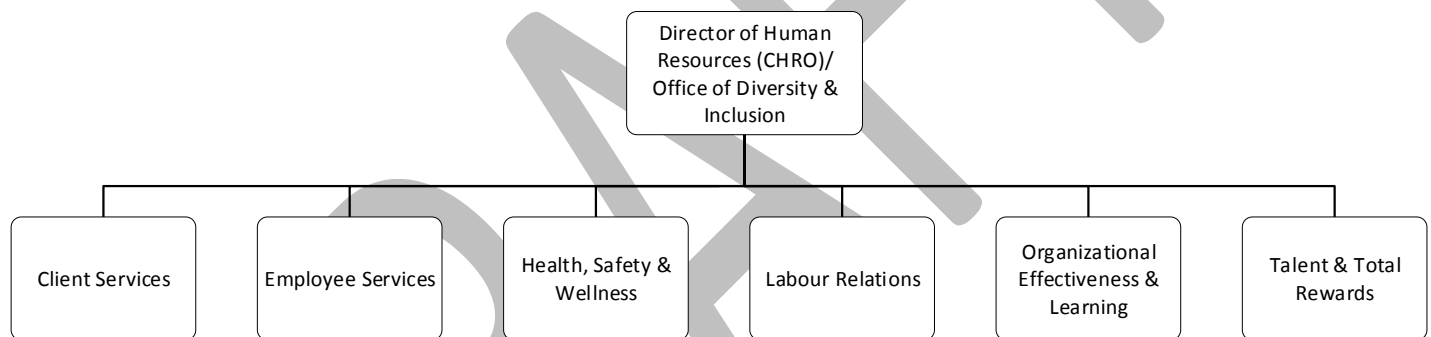 Director of Human
Resources (CHRO)/
Office of Diversity &
Inclusion
Client Services
Employee Services
Health, Safety &
Wellness
Labour Relations
Organizational
Effectiveness &
Learning
Talent & Total
Rewards